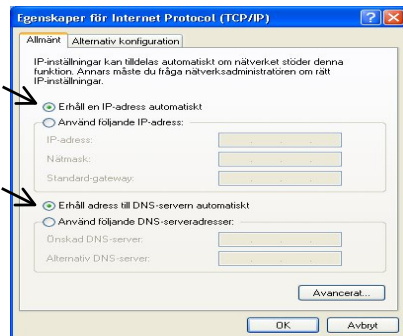 Egenskaper för Internet Protocol (TCP/IP)
Allmänt Alternativ konfiguration
IP-inställningar kan tilldelas automatiskt om nätverket stöder denna
funktion. Annars måste du fråga nätverksadministratören om rätt
IP-inställningar.
Erhåll en IP-adress automatiskt
Använd följande IP-adress:
IP-adress:
Nätmask:
Standard-gateway:
Erhåll adress till DNS-servern automatiskt
Använd följande DNS-serveradresser:
Önskad DNS-server:
Alternativ DNS-server:
Avancerat...
OK Avbryt